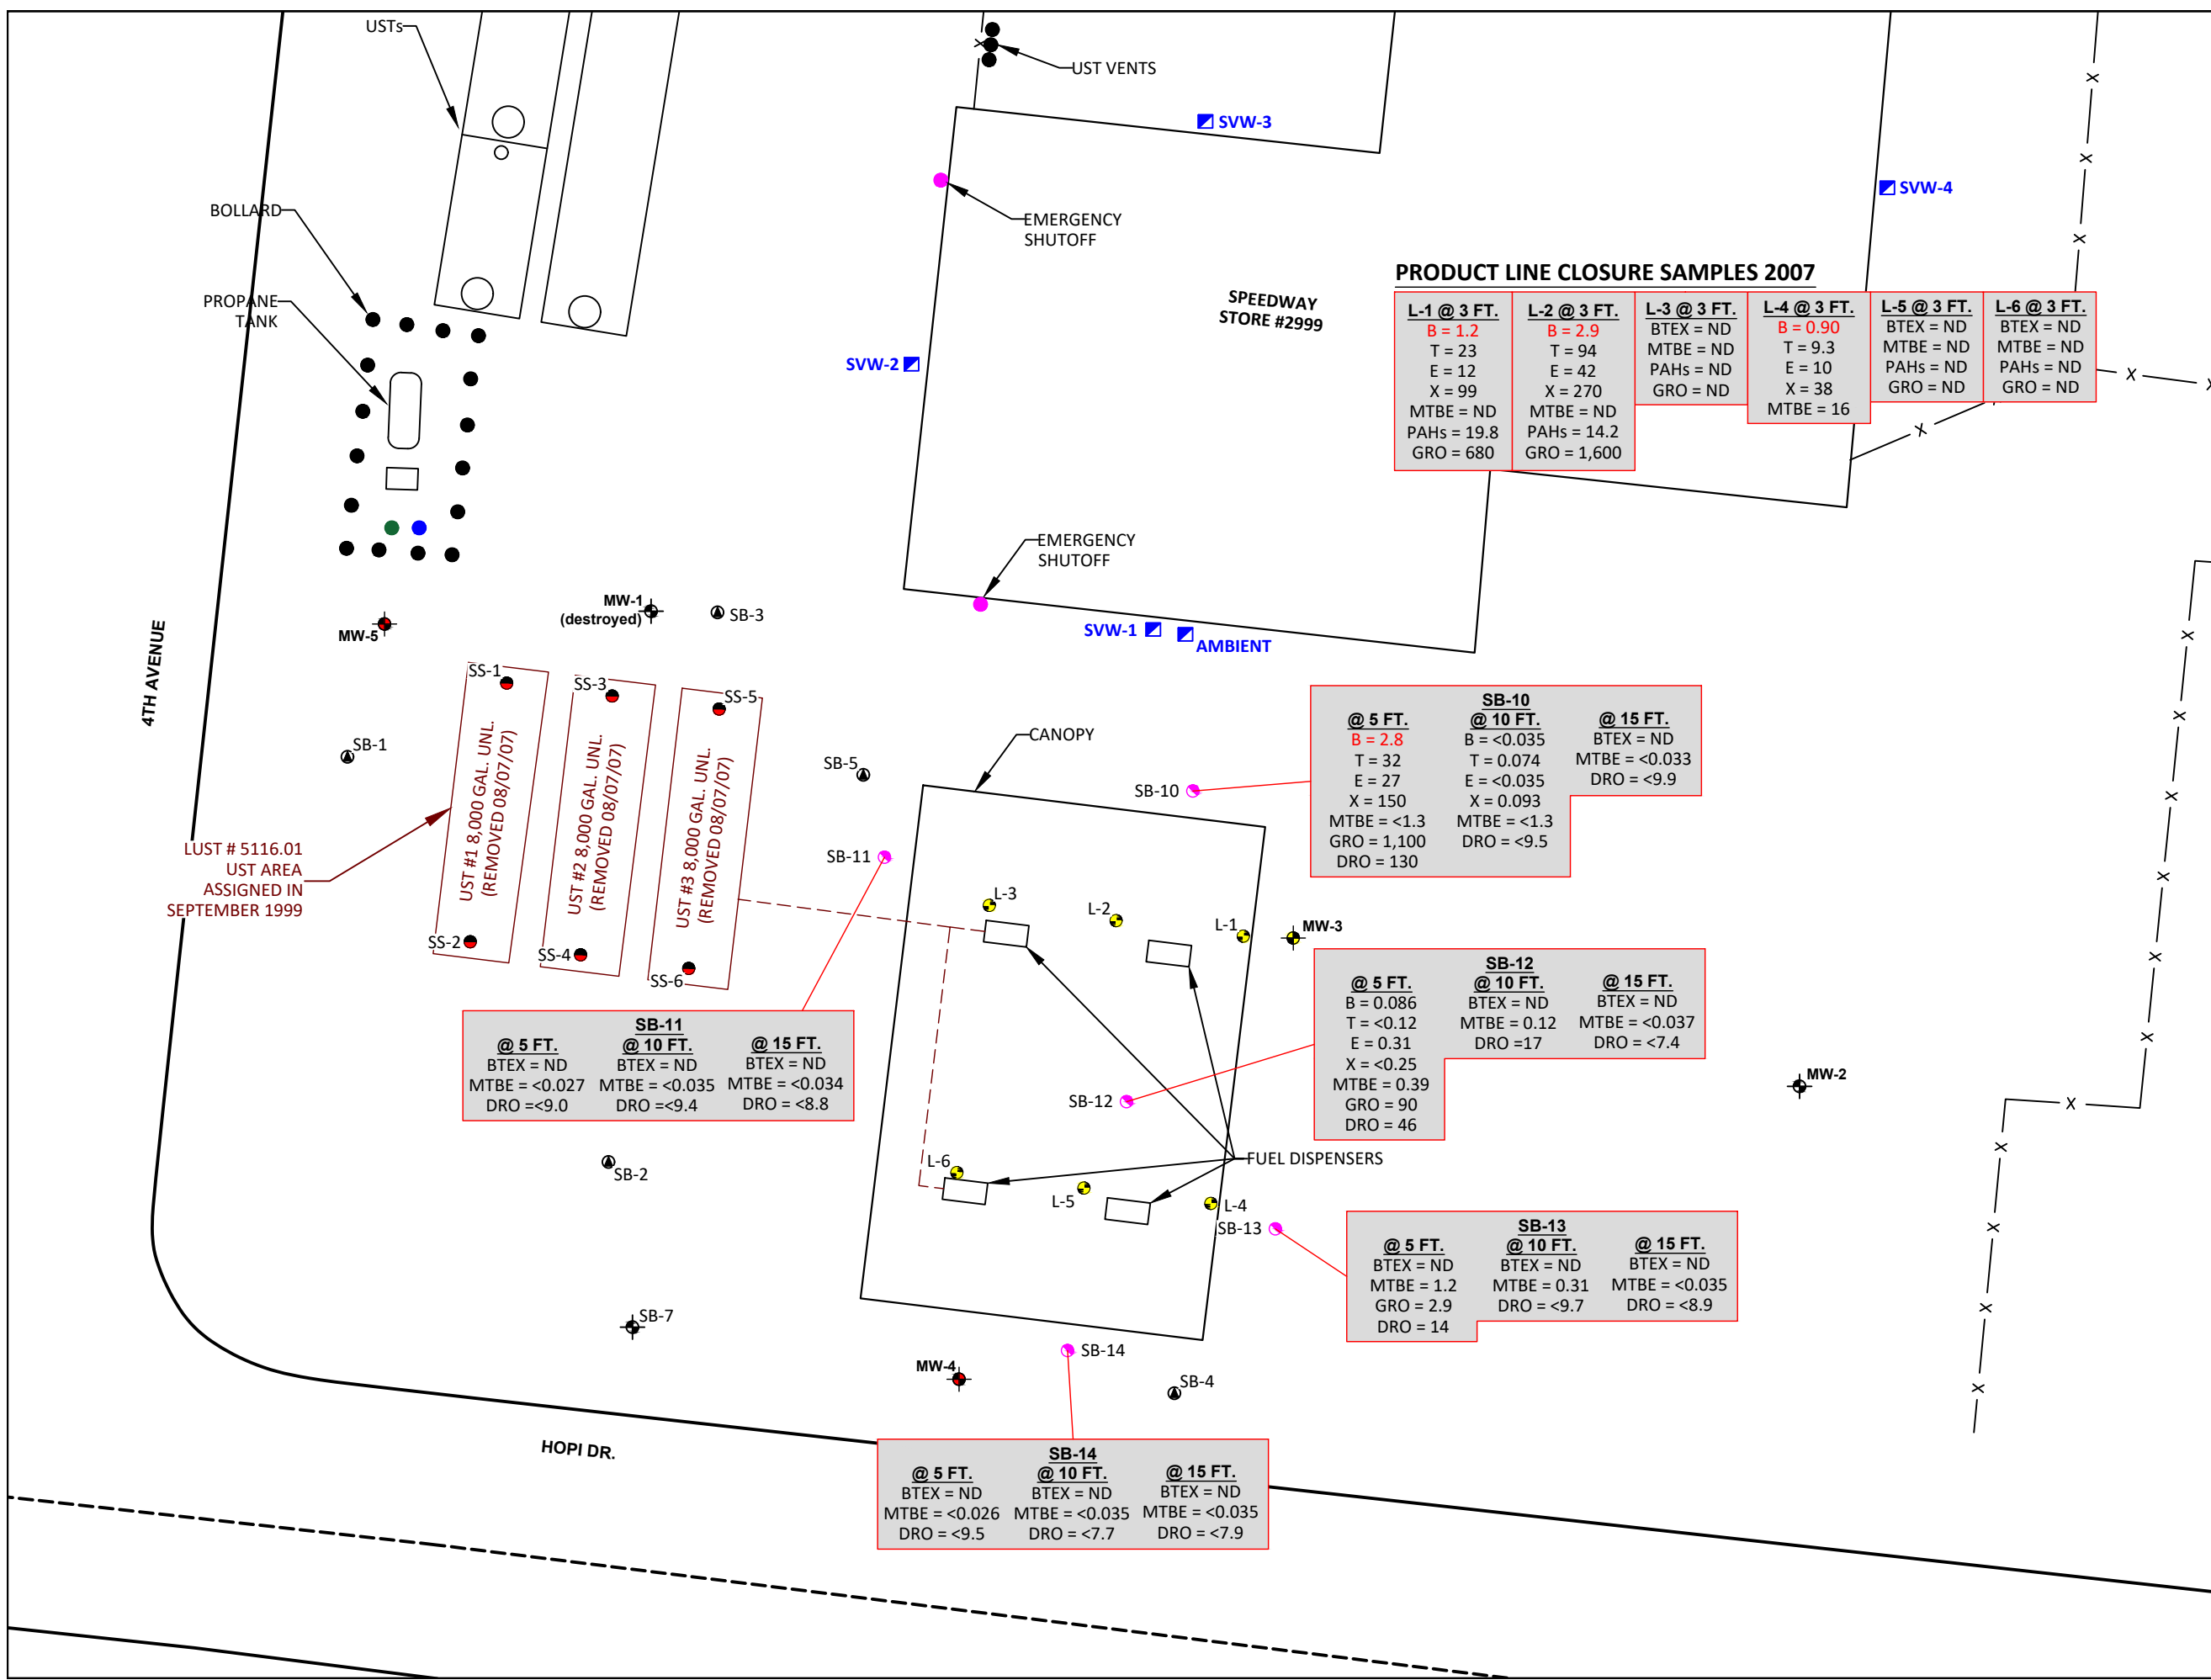 USTs
UST VENTS
SVW-3
BOLLARD
EMERGENCY
SHUTOFF
SVW-4
PROPANE
TANK
SPEEDWAY
STORE #2999
SVW-2
PRODUCT LINE CLOSURE SAMPLES 2007
L-1 @ 3 FT.
B = 1.2
T = 23
E = 12
X = 99
MTBE = ND
PAHs = 19.8
GRO = 680
L-2 @ 3 FT.
B = 2.9
T = 94
E = 42
X = 270
MTBE = ND
PAHs = 14.2
GRO = 1,600
L-3 @ 3 FT.
BTEX = ND
MTBE = ND
PAHs = ND
GRO = ND
L-4 @ 3 FT.
B = 0.90
T = 9.3
E = 10
X = 38
MTBE = 16
L-5 @ 3 FT.
BTEX = ND
MTBE = ND
PAHs = ND
GRO = ND
L-6 @ 3 FT.
BTEX = ND
MTBE = ND
PAHs = ND
GRO = ND
EMERGENCY
SHUTOFF
MW-5
MW-1
(destroyed)
SB-3
SVW-1
AMBIENT
4TH AVENUE
SS-1
SS-3
SS-5
UST #1 8,000 GAL. UNL.
(REMOVED 08/07/07)
UST #2 8,000 GAL. UNL.
(REMOVED 08/07/07)
UST #3 8,000 GAL. UNL.
(REMOVED 08/07/07)
SS-2
SS-4
SS-6
SB-1
LUST # 5116.01
UST AREA
ASSIGNED IN
SEPTEMBER 1999
SB-5
CANOPY
SB-10
SB-10
@ 5 FT.
B = 2.8
T = 32
E = 27
X = 150
MTBE = <1.3
GRO = 1,100
DRO = 130
@ 10 FT.
B = <0.035
T = 0.074
E = <0.035
X = 0.093
MTBE = <1.3
DRO = <9.5
@ 15 FT.
BTEX = ND
MTBE = <0.033
DRO = <9.9
SB-11
L-3
L-2
L-1
MW-3
SB-12
@ 5 FT.
B = 0.086
T = <0.12
E = 0.31
X = <0.25
MTBE = 0.39
GRO = 90
DRO = 46
@ 10 FT.
BTEX = ND
MTBE = 0.12
DRO =17
@ 15 FT.
BTEX = ND
MTBE = <0.037
DRO = <7.4
SB-11
@ 5 FT.
BTEX = ND
MTBE = <0.027
DRO =<9.0
@ 10 FT.
BTEX = ND
MTBE = <0.035
DRO = <9.4
@ 15 FT.
BTEX = ND
MTBE = <0.034
DRO = <8.8
SB-12
MW-2
SB-2
L-6
L-5
L-4
FUEL DISPENSERS
SB-13
SB-13
@ 5 FT.
BTEX = ND
MTBE = 1.2
GRO = 2.9
DRO = 14
@ 10 FT.
BTEX = ND
MTBE = 0.31
DRO = <9.7
@ 15 FT.
BTEX = ND
MTBE = <0.035
DRO = <8.9
SB-7
SB-14
MW-4
SB-4
HOPI DR.
SB-14
@ 5 FT.
BTEX = ND
MTBE = <0.026
DRO = <9.5
@ 10 FT.
BTEX = ND
MTBE = <0.035
DRO = <7.7
@ 15 FT.
BTEX = ND
MTBE = <0.035
DRO = <7.9